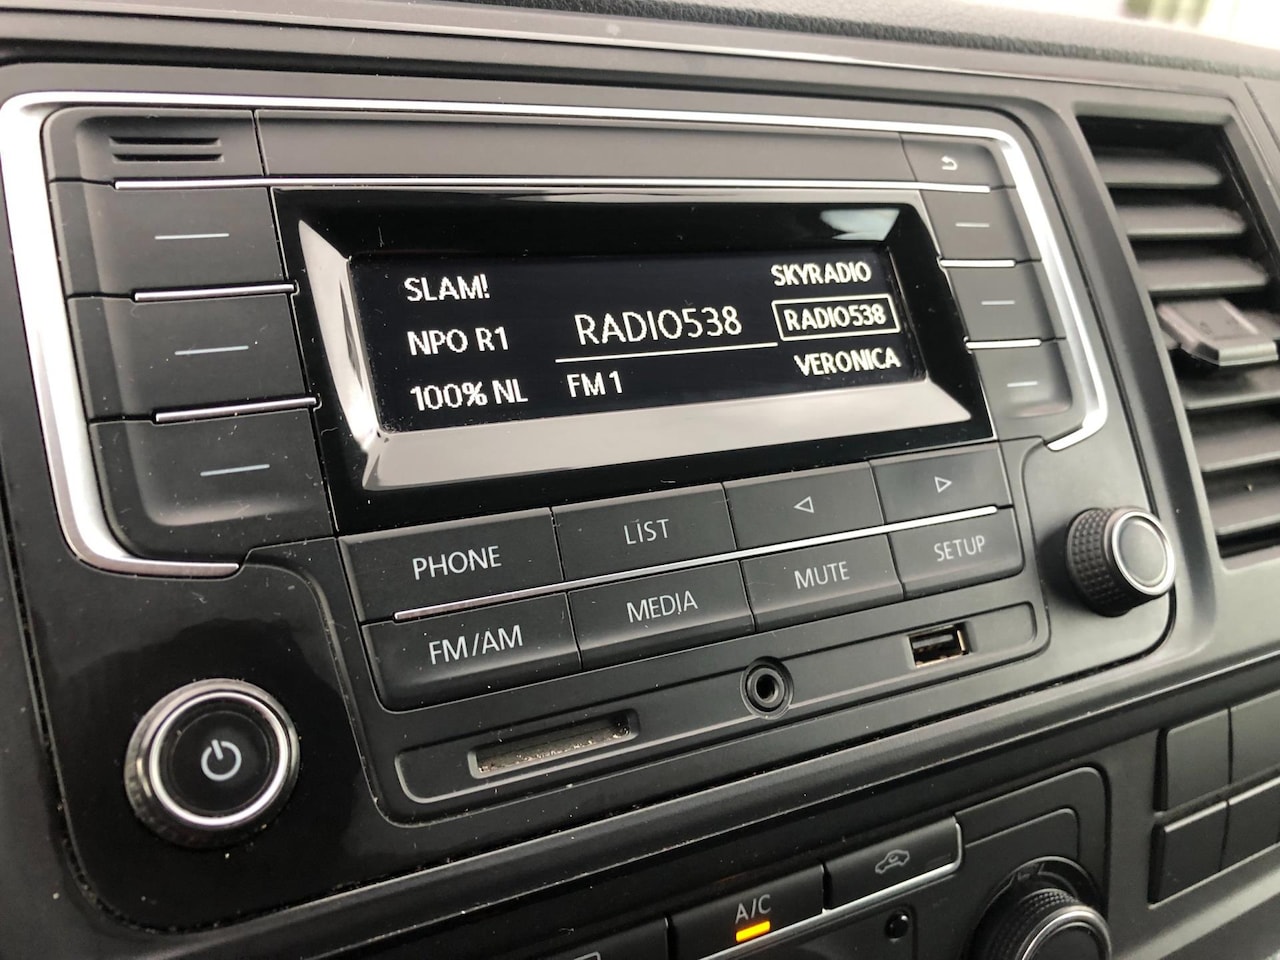 SLAM!
NPO R1
100% NL
RADIO538
FM 1
SKYRADIO
RADIO538
VERONICA
PHONE
LIST
FM/AM
MEDIA
MUTE
SETUP
A/C